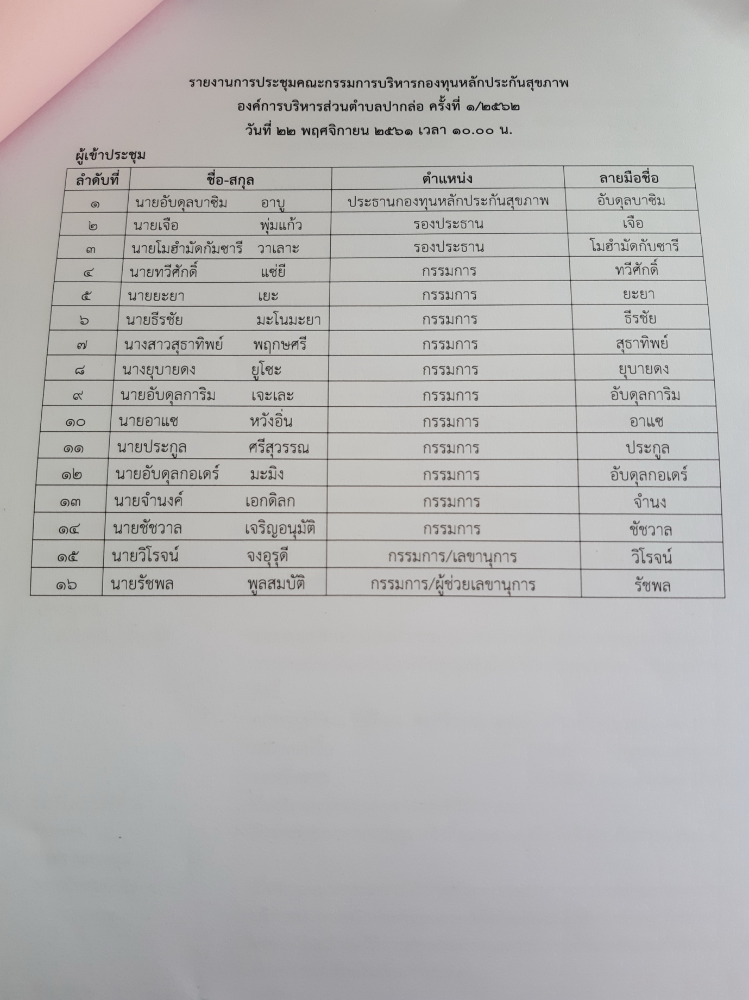 รายงานการประชุมคณะกรรมการบริหารกองทุนหลักประกันสุขภาพ
องค์การบริหารส่วนตำบลปากล่อ ครั้งที่ ๑/๒๕๖๒
วันที่ ๒๒ พฤศจิกายน ๒๕๖๑ เวลา ๑๐.๐๐ น.
ผู้เข้าประชุม
ลำดับที่ ชื่อ-สกุล ตำแหน่ง ลายมือชื่อ
๑ นายอับดุลบาซิม อาบู ประธานกองทุนหลักประกันสุขภาพ อับดุลบาซิม
๒ นายเจือ พุ่มแก้ว รองประธาน เจือ
๓ นายโมฮำมัดกัมซารี วาเลาะ รองประธาน โมฮำมัดกับซารี
๔ นายทวีศักดิ์ แซ่ยี กรรมการ ทวีศักดิ์
๕ นายยะยา เยะ กรรมการ ยะยา
๖ นายธีรชัย มะโนมะยา กรรมการ ธีรชัย
๗ นางสาวสุธาทิพย์ พฤกษศรี กรรมการ สุธาทิพย์
๘ นางยุบายดง ยูโซะ กรรมการ ยุบายดง
๙ นายอับดุลการิม เจะเละ กรรมการ อับดุลการิม
๑๐ นายอาแซ หวังอิ่น กรรมการ อาแซ
๑๑ นายประกูล ศรีสุวรรณ กรรมการ ประกูล
๑๒ นายอับดุลกอเดร์ มะมิง กรรมการ อับดุลกอเดร์
๑๓ นายจำนงค์ เอกดิลก กรรมการ จำนง
๑๔ นายชัชวาล เจริญอนุมัติ กรรมการ ชัชวาล
๑๕ นายวิโรจน์ จงอุรุดี กรรมการ/เลขานุการ วิโรจน์
๑๖ นายรัชพล พูลสมบัติ กรรมการ/ผู้ช่วยเลขานุการ รัชพล